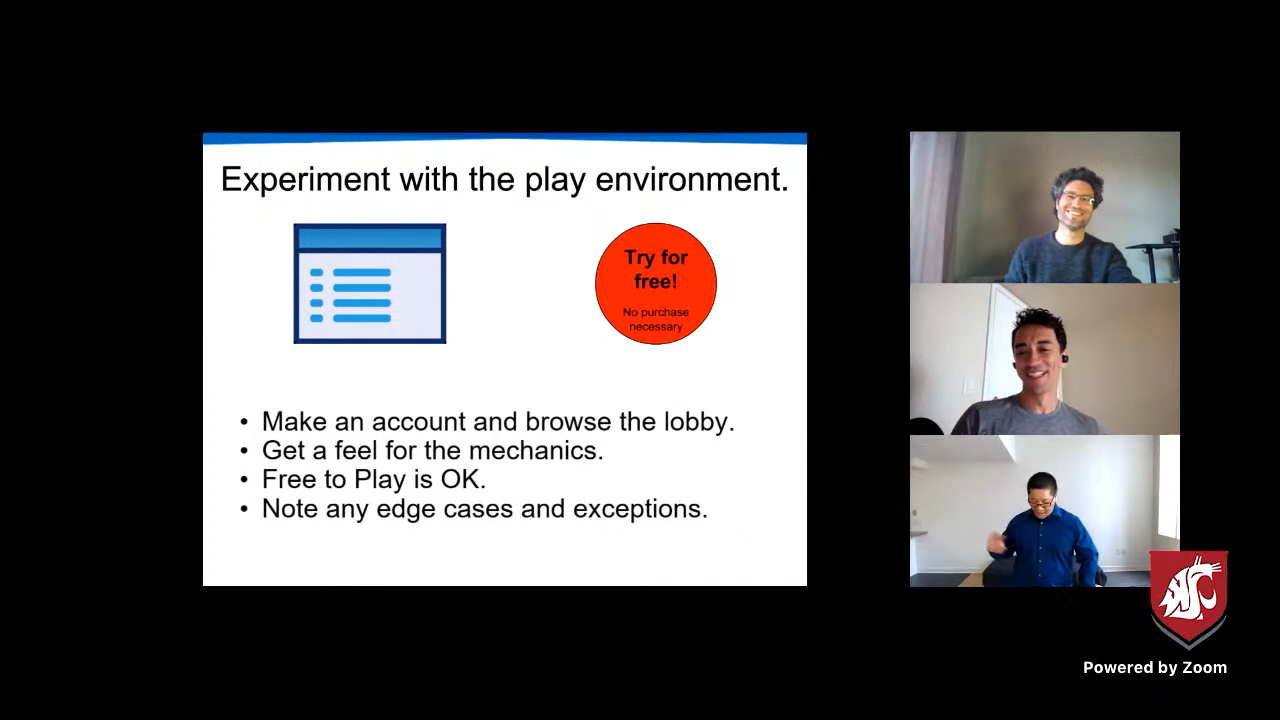 Experiment with the play environment.
Try for
free!
No purchase
necessary
• Make an account and browse the lobby.
• Get a feel for the mechanics.
• Free to Play is OK.
• Note any edge cases and exceptions.
Powered by Zoom